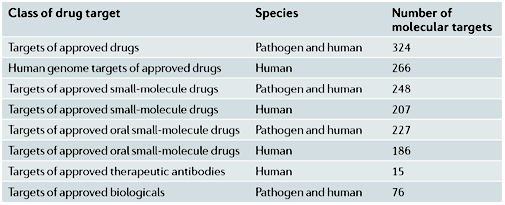 Class of drug target Species Number of
molecular targets
Targets of approved drugs Pathogen and human 324
Human genome targets of approved drugs Human 266
Targets of approved small-molecule drugs Pathogen and human 248
Targets of approved small-molecule drugs Human 207
Targets of approved oral small-molecule drugs Pathogen and human 227
Targets of approved oral small-molecule drugs Human 186
Targets of approved therapeutic antibodies Human 15
Targets of approved biologicals Pathogen and human 76